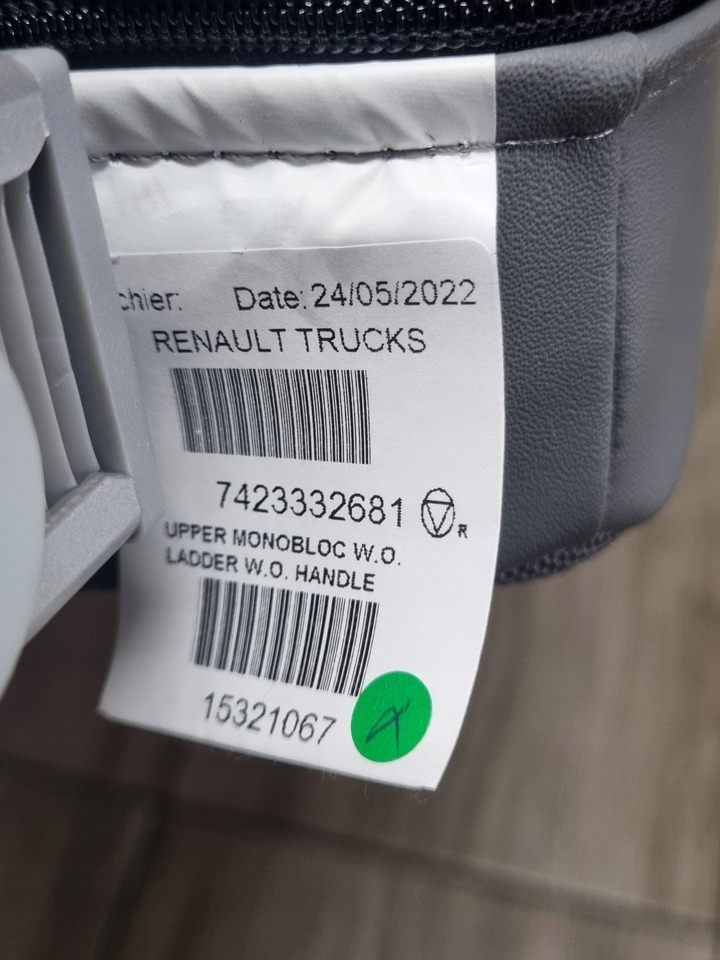 chier: Date: 24/05/2022
RENAULT TRUCKS
7423332681 R
UPPER MONOBLOC W.O.
LADDER W.O. HANDLE
15321067